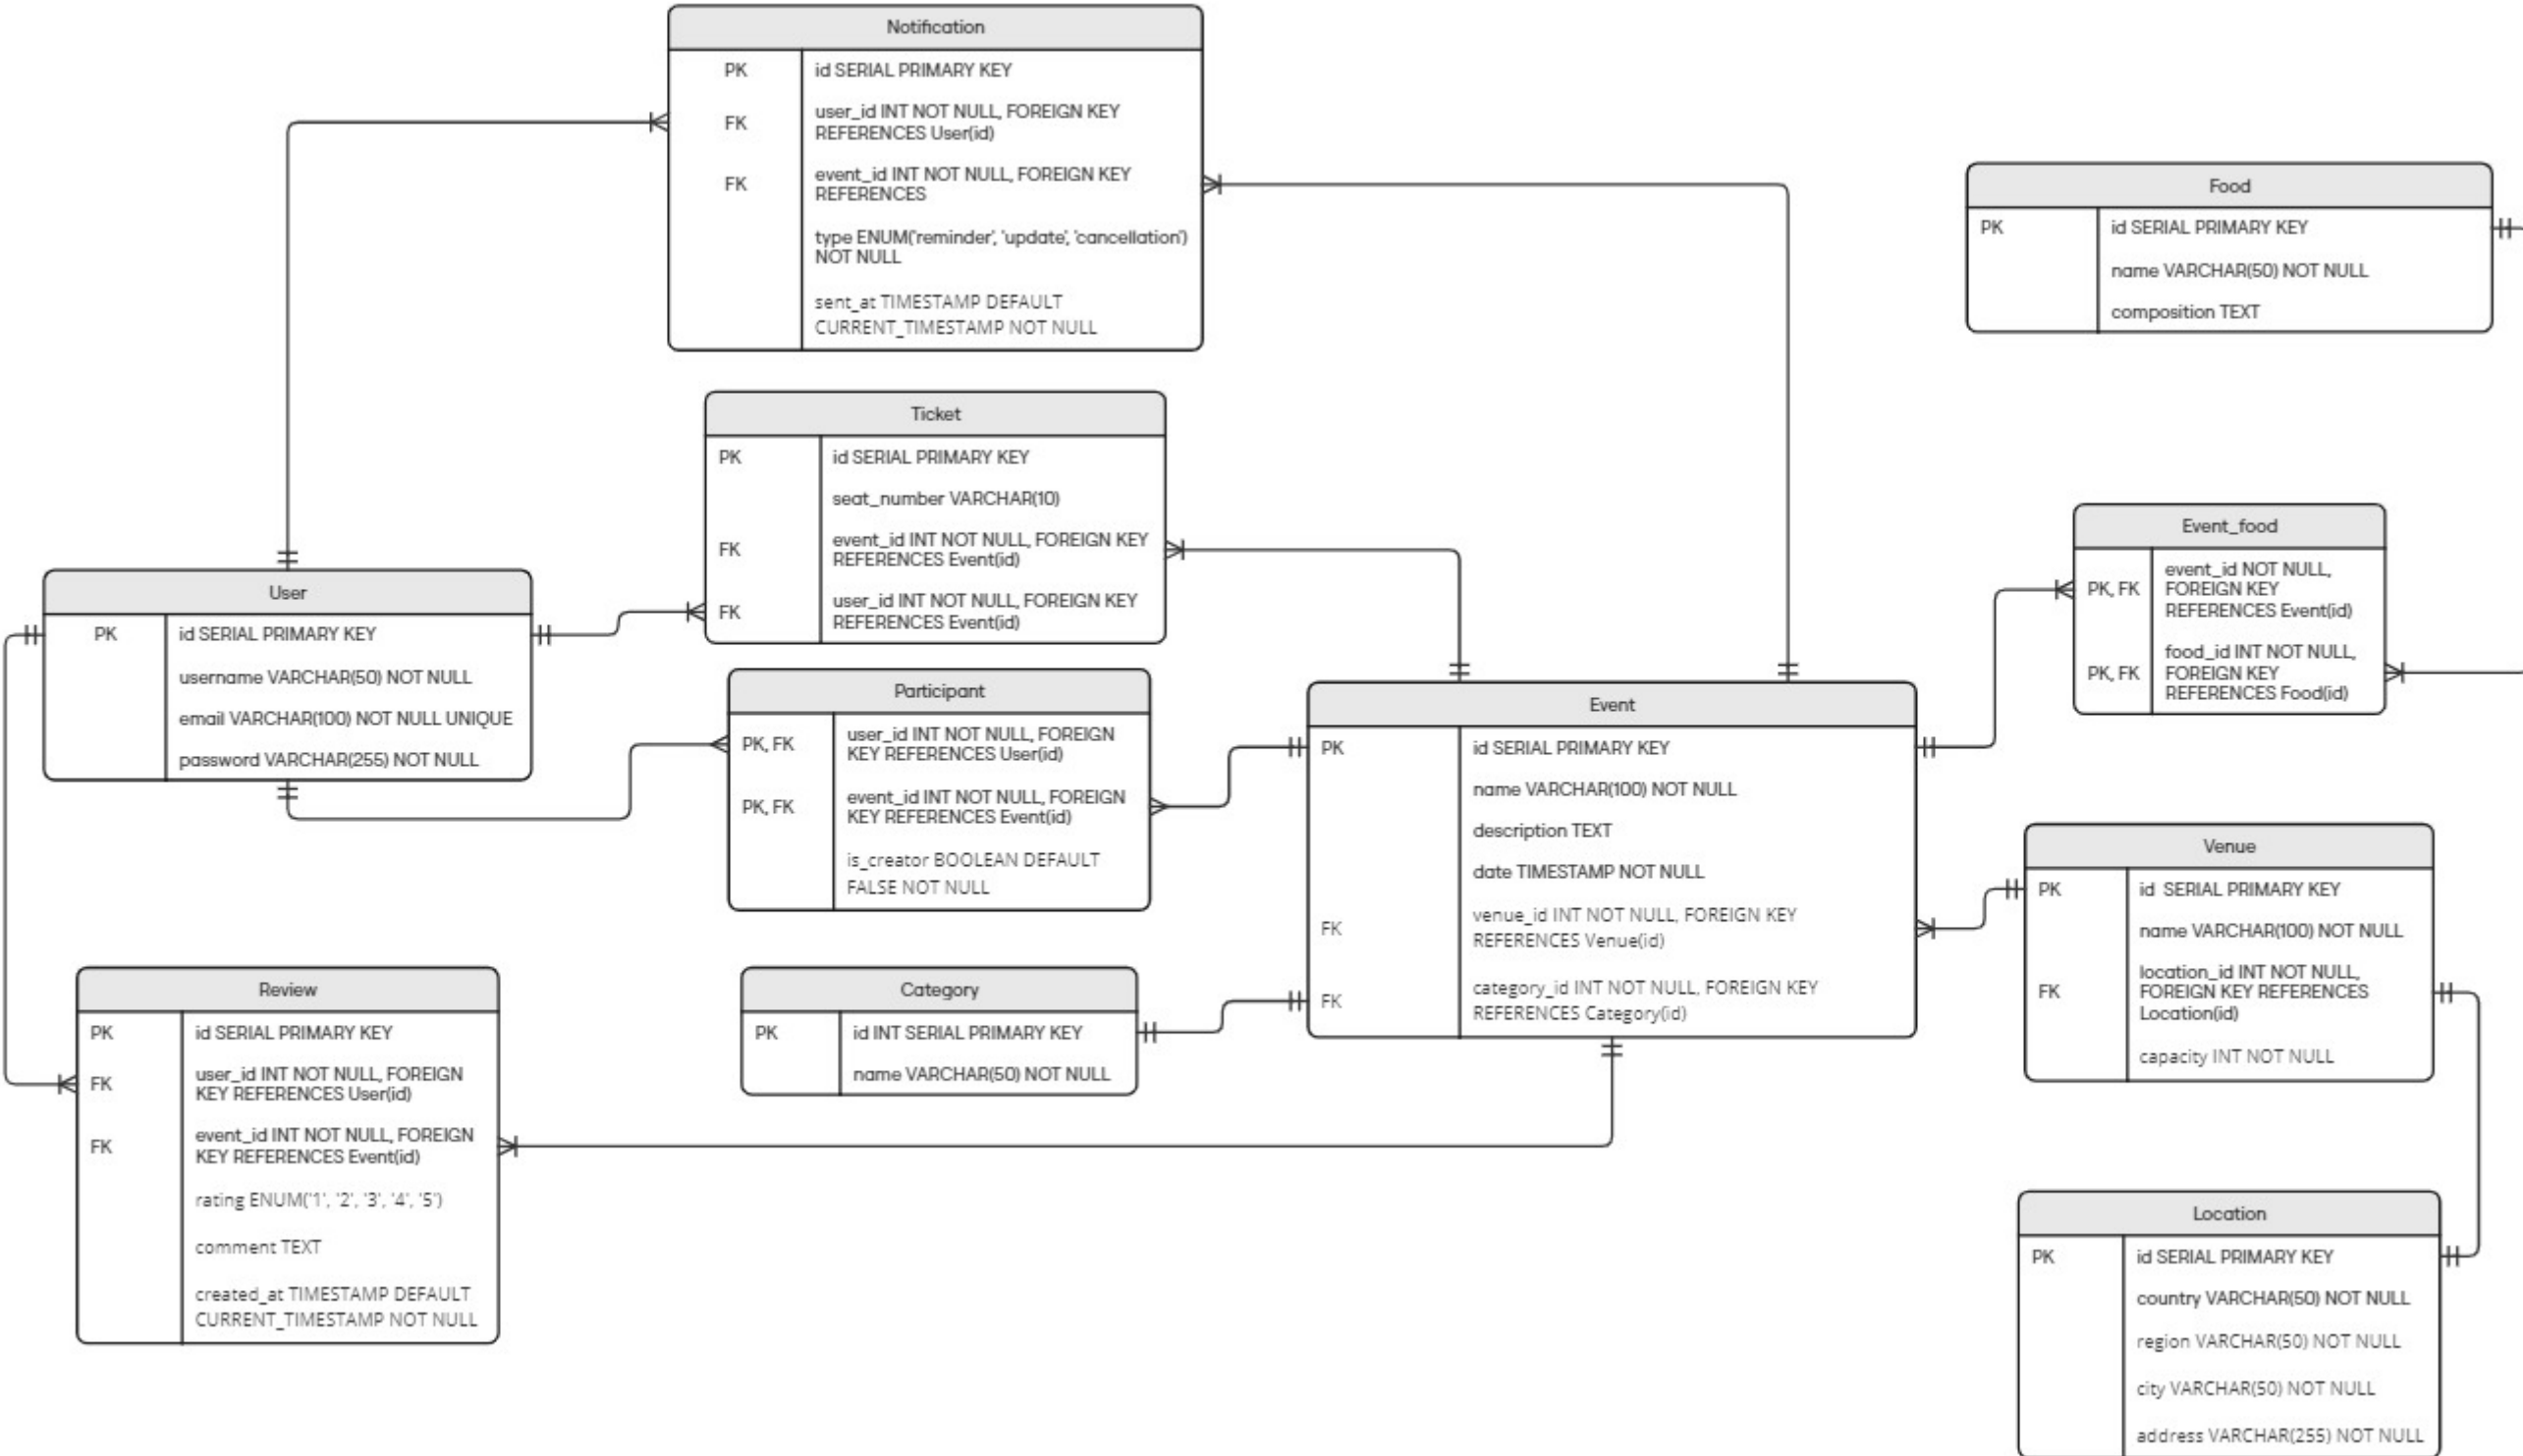 Notification
PK
id SERIAL PRIMARY KEY
FK
user_id INT NOT NULL, FOREIGN KEY
REFERENCES User(id)
FK
event_id INT NOT NULL, FOREIGN KEY
REFERENCES
type ENUM('reminder', 'update', 'cancellation')
NOT NULL
sent_at TIMESTAMP DEFAULT
CURRENT_TIMESTAMP NOT NULL
Food
PK
id SERIAL PRIMARY KEY
name VARCHAR(50) NOT NULL
composition TEXT
Ticket
PK
id SERIAL PRIMARY KEY
seat_number VARCHAR(10)
FK
event_id INT NOT NULL, FOREIGN KEY
REFERENCES Event(id)
FK
user_id INT NOT NULL, FOREIGN KEY
REFERENCES Event(id)
Event_food
PK, FK
event_id NOT NULL,
FOREIGN KEY
REFERENCES Event(id)
PK, FK
food_id INT NOT NULL,
FOREIGN KEY
REFERENCES Food(id)
User
PK
id SERIAL PRIMARY KEY
username VARCHAR(50) NOT NULL
email VARCHAR(100) NOT NULL UNIQUE
password VARCHAR(255) NOT NULL
Participant
PK, FK
user_id INT NOT NULL, FOREIGN
KEY REFERENCES User(id)
PK, FK
event_id INT NOT NULL, FOREIGN
KEY REFERENCES Event(id)
is_creator BOOLEAN DEFAULT
FALSE NOT NULL
Event
PK
id SERIAL PRIMARY KEY
name VARCHAR(100) NOT NULL
description TEXT
date TIMESTAMP NOT NULL
FK
venue_id INT NOT NULL, FOREIGN KEY
REFERENCES Venue(id)
FK
category_id INT NOT NULL, FOREIGN KEY
REFERENCES Category(id)
Venue
PK
id SERIAL PRIMARY KEY
name VARCHAR(100) NOT NULL
FK
location_id INT NOT NULL,
FOREIGN KEY REFERENCES
Location(id)
capacity INT NOT NULL
Review
PK
id SERIAL PRIMARY KEY
FK
user_id INT NOT NULL, FOREIGN
KEY REFERENCES User(id)
FK
event_id INT NOT NULL, FOREIGN
KEY REFERENCES Event(id)
rating ENUM('1', '2', '3', '4', '5')
comment TEXT
created_at TIMESTAMP DEFAULT
CURRENT_TIMESTAMP NOT NULL
Category
PK
id INT SERIAL PRIMARY KEY
name VARCHAR(50) NOT NULL
Location
PK
id SERIAL PRIMARY KEY
country VARCHAR(50) NOT NULL
region VARCHAR(50) NOT NULL
city VARCHAR(50) NOT NULL
address VARCHAR(255) NOT NULL